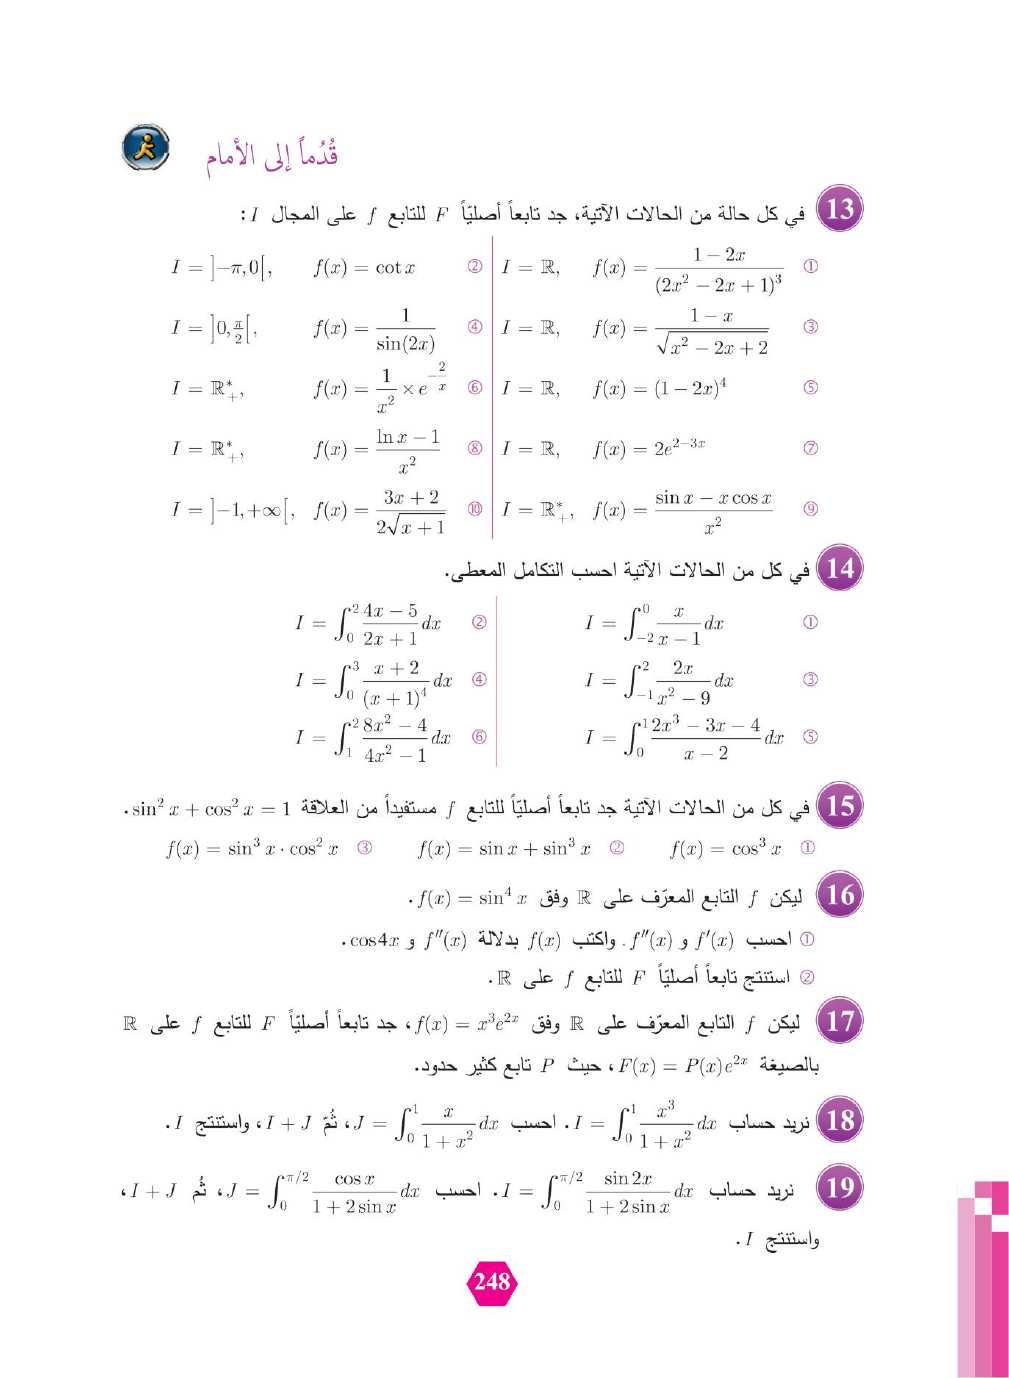 قُدُماً إلى الأمام
13 في كل حالة من الحالات الآتية، جد تابعاً أصليّاً F للتابع f على المجال I :
① I = ℝ, f(x) = (1 − 2x)/(2x² − 2x + 1)³ ② I = ]−π,0[, f(x) = cot x
③ I = ℝ, f(x) = (1 − x)/√(x² − 2x + 2) ④ I = ]0,π/2[, f(x) = 1/sin(2x)
⑤ I = ℝ, f(x) = (1 − 2x)⁴ ⑥ I = ℝ*₊, f(x) = 1/x² × e^(−2/x)
⑦ I = ℝ, f(x) = 2e^(2−3x) ⑧ I = ℝ*₊, f(x) = (ln x − 1)/x²
⑨ I = ℝ*₊, f(x) = (sin x − x cos x)/x² ⑩ I = ]−1,+∞[, f(x) = (3x + 2)/(2√(x + 1))
14 في كل من الحالات الآتية احسب التكامل المعطى.
① I = ∫₋₂⁰ x/(x − 1) dx ② I = ∫₀² (4x − 5)/(2x + 1) dx
③ I = ∫₋₁² 2x/(x² − 9) dx ④ I = ∫₀³ (x + 2)/(x + 1)⁴ dx
⑤ I = ∫₀¹ (2x³ − 3x − 4)/(x − 2) dx ⑥ I = ∫₁² (8x² − 4)/(4x² − 1) dx
15 في كل من الحالات الآتية جد تابعاً أصليّاً للتابع f مستفيداً من العلاقة sin² x + cos² x = 1 .
① f(x) = cos³ x ② f(x) = sin x + sin³ x ③ f(x) = sin³ x · cos² x
16 ليكن f التابع المعرّف على ℝ وفق f(x) = sin⁴ x .
① احسب f′(x) و f″(x) . واكتب f(x) بدلالة f″(x) و cos 4x .
② استنتج تابعاً أصليّاً F للتابع f على ℝ .
17 ليكن f التابع المعرّف على ℝ وفق f(x) = x³e^(2x) ، جد تابعاً أصليّاً F للتابع f على ℝ
بالصيغة F(x) = P(x)e^(2x) ، حيث P تابع كثير حدود.
18 نريد حساب I = ∫₀¹ x³/(1 + x²) dx . احسب J = ∫₀¹ x/(1 + x²) dx ، ثُمّ I + J ، واستنتج I .
19 نريد حساب I = ∫₀^(π/2) sin 2x/(1 + 2 sin x) dx . احسب J = ∫₀^(π/2) cos x/(1 + 2 sin x) dx ، ثُم I + J ،
واستنتج I .
248